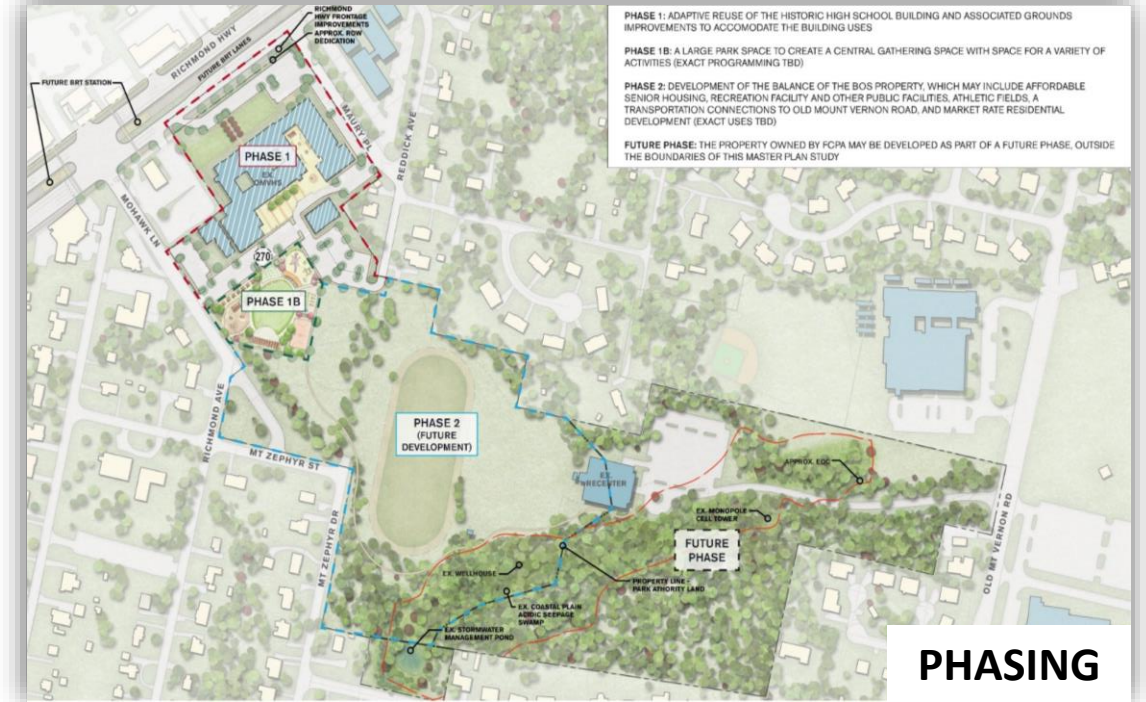 PHASE 1: ADAPTIVE REUSE OF THE HISTORIC HIGH SCHOOL BUILDING AND ASSOCIATED GROUNDS
IMPROVEMENTS TO ACCOMODATE THE BUILDING USES
PHASE 1B: A LARGE PARK SPACE TO CREATE A CENTRAL GATHERING SPACE WITH SPACE FOR A VARIETY OF
ACTIVITIES (EXACT PROGRAMMING TBD)
PHASE 2: DEVELOPMENT OF THE BALANCE OF THE BOS PROPERTY, WHICH MAY INCLUDE AFFORDABLE
SENIOR HOUSING, RECREATION FACILITY AND OTHER PUBLIC FACILITIES, ATHLETIC FIELDS, A
TRANSPORTATION CONNECTIONS TO OLD MOUNT VERNON ROAD, AND MARKET RATE RESIDENTIAL
DEVELOPMENT (EXACT USES TBD)
FUTURE PHASE: THE PROPERTY OWNED BY FCPA MAY BE DEVELOPED AS PART OF A FUTURE PHASE, OUTSIDE
THE BOUNDARIES OF THIS MASTER PLAN STUDY
RICHMOND
HWY FRONTAGE
IMPROVEMENTS
APPROX. ROW
DEDICATION
RICHMOND HWY
FUTURE BRT LANES
FUTURE BRT STATION
MAURY PL
REDDICK AVE
PHASE 1
EX.
OMVHS
MOHAWK LN
270
PHASE 1B
RICHMOND AVE
MT ZEPHYR ST
MT ZEPHYR DR
PHASE 2
(FUTURE
DEVELOPMENT)
EX.
RECENTER
APPROX. EQC
EX. MONOPOLE
CELL TOWER
FUTURE
PHASE
OLD MT VERNON RD
EX. WELLHOUSE
PROPERTY LINE -
PARK ATHORITY LAND
EX. COASTAL PLAIN
ACIDIC SEEPAGE
SWAMP
EX. STORMWATER
MANAGEMENT POND
PHASING